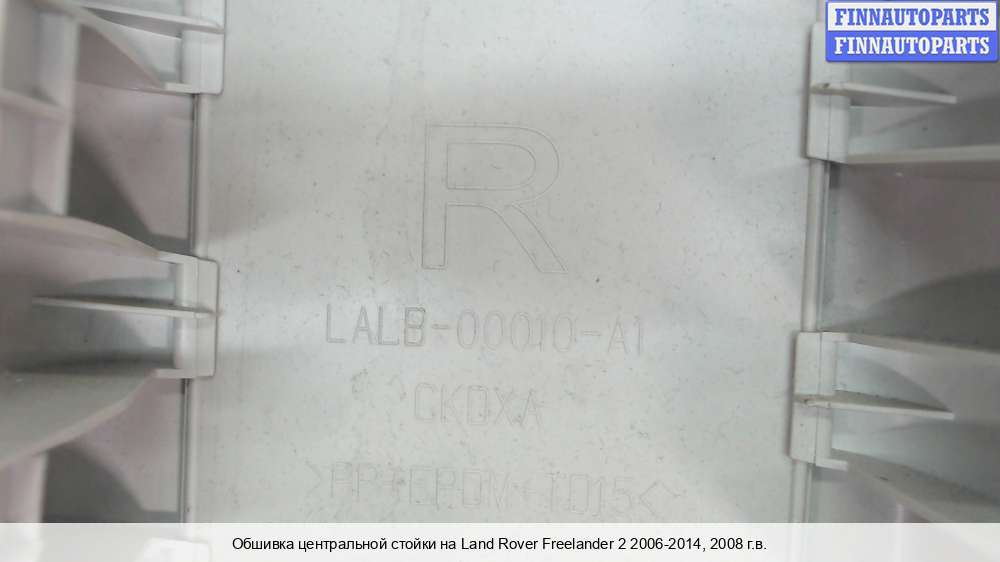 FINNAUTOPARTS
FINNAUTOPARTS
R
LALB-00010-A1
CKDXA
>PP+EPDM-TD15<
Обшивка центральной стойки на Land Rover Freelander 2 2006-2014, 2008 г.в.